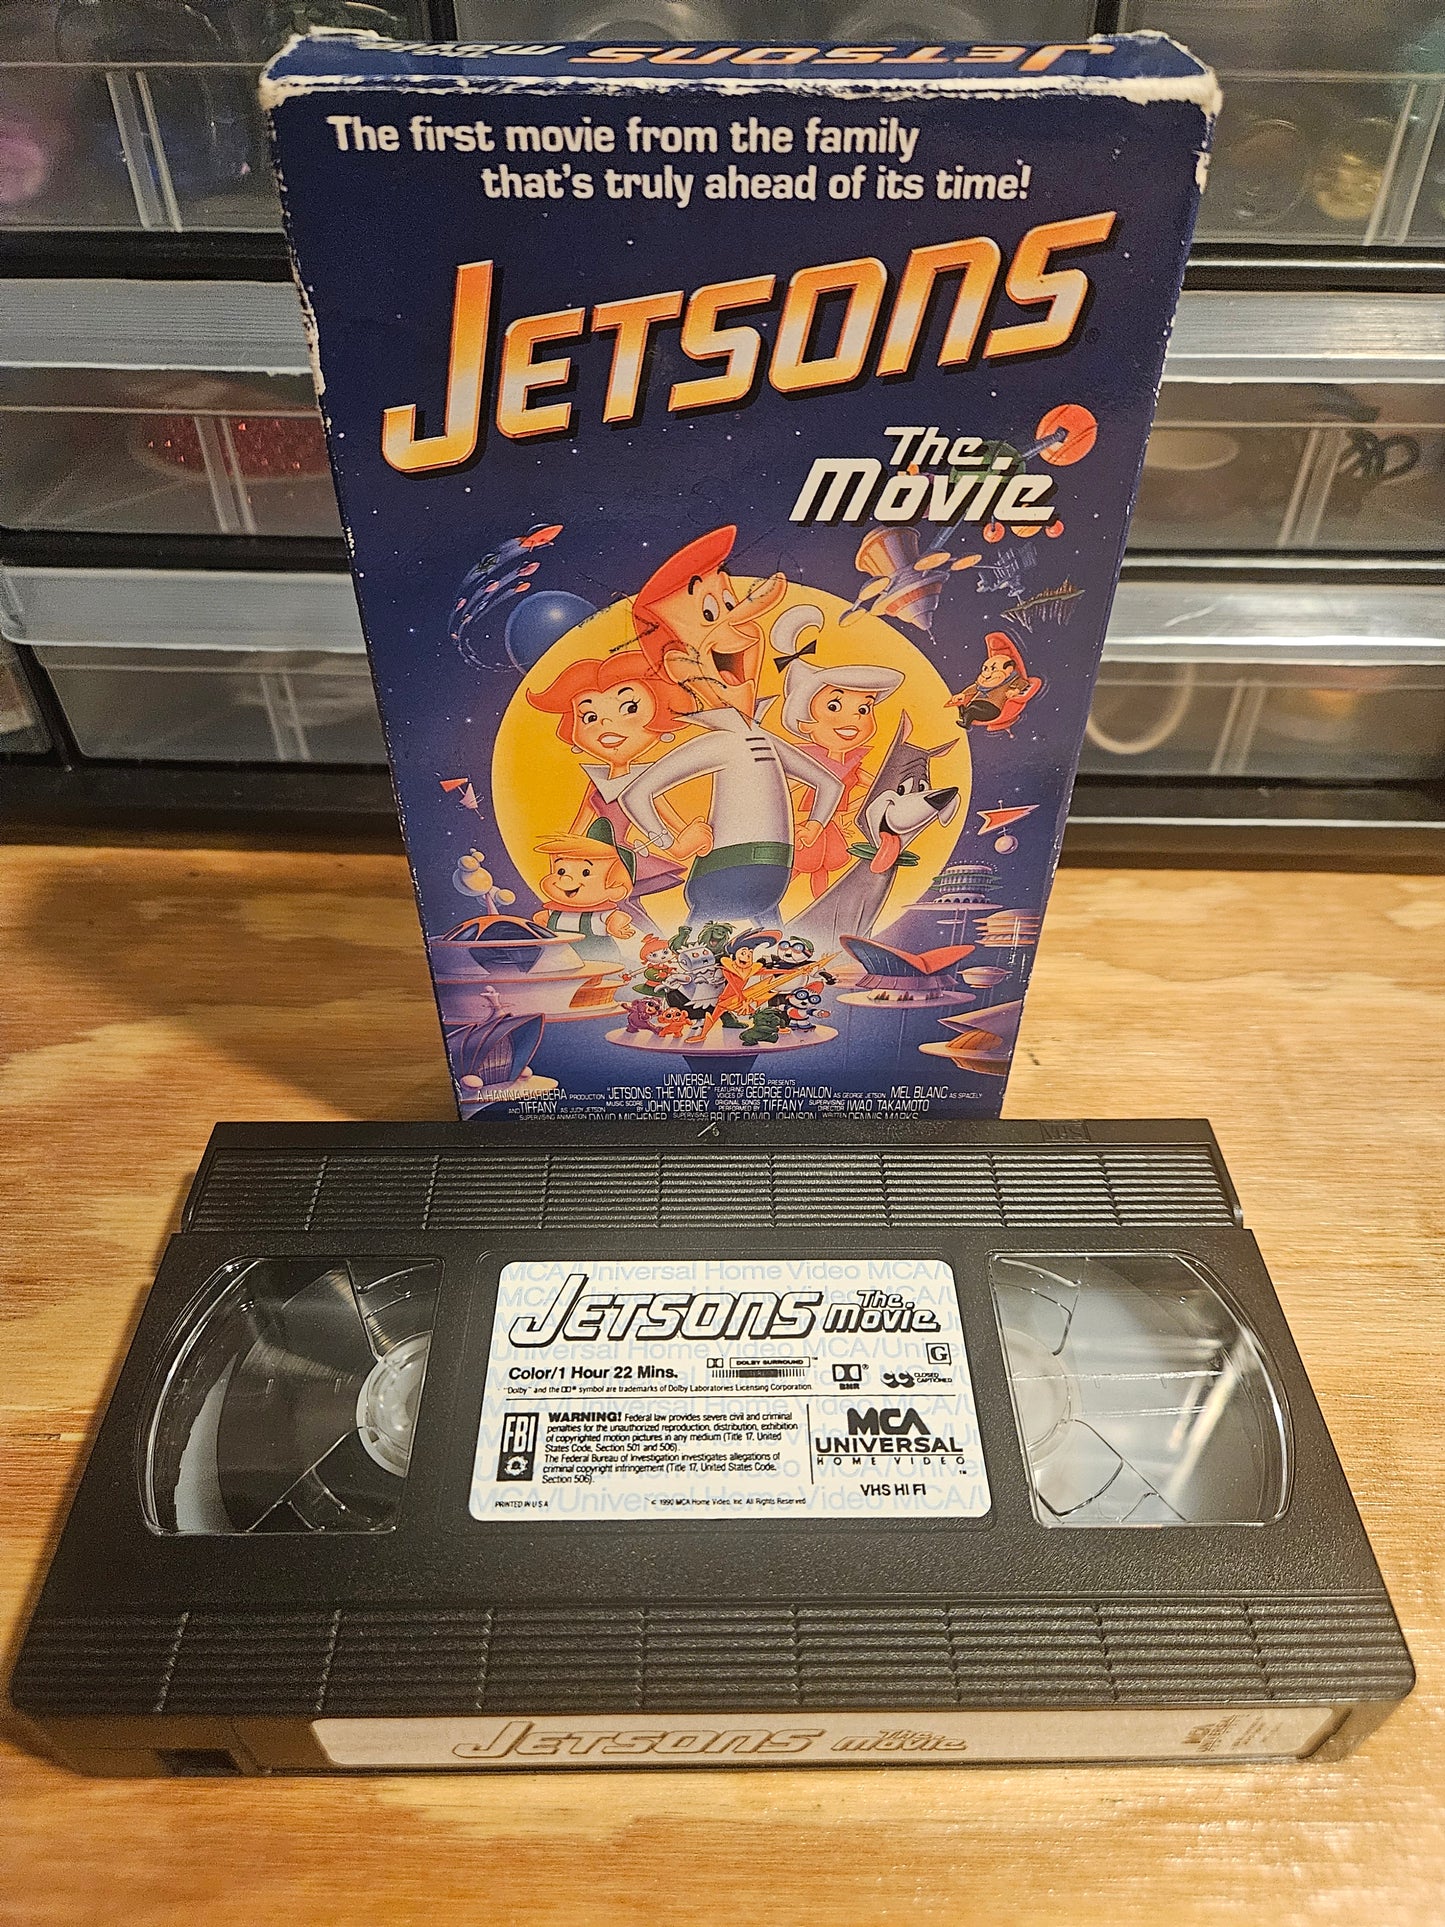 JETSONS THE MOVIE
The first movie from the family
that's truly ahead of its time!
JETSONS®
The
Movie
UNIVERSAL PICTURES PRESENTS
A HANNA-BARBERA PRODUCTION "JETSONS: THE MOVIE" FEATURING VOICES OF GEORGE O'HANLON AS GEORGE JETSON MEL BLANC AS SPACELY
AND TIFFANY AS JUDY JETSON MUSIC SCORE BY JOHN DEBNEY ORIGINAL SONGS PERFORMED BY TIFFANY SUPERVISING DIRECTOR IWAO TAKAMOTO
SUPERVISING ANIMATION DAVID MICHENER SUPERVISING BRUCE DAVID JOHNSON WRITTEN DENNIS MARKS
VHS
MCA/Universal Home Video MCA/U
JETSONS The Movie
Color/1 Hour 22 Mins. DOLBY SURROUND™ ®
BNR CC CLOSED CAPTIONED G
"Dolby" and the ® symbol are trademarks of Dolby Laboratories Licensing Corporation.
FBI
WARNING! Federal law provides severe civil and criminal
penalties for the unauthorized reproduction, distribution, exhibition
of copyrighted motion pictures in any medium (Title 17, United
States Code, Section 501 and 506).
The Federal Bureau of Investigation investigates allegations of
criminal copyright infringement (Title 17, United States Code,
Section 506).
MCA
UNIVERSAL
HOME VIDEO
™
VHS HI FI
PRINTED IN U S A
© 1990 MCA Home Video, Inc. All Rights Reserved
JETSONS The Movie